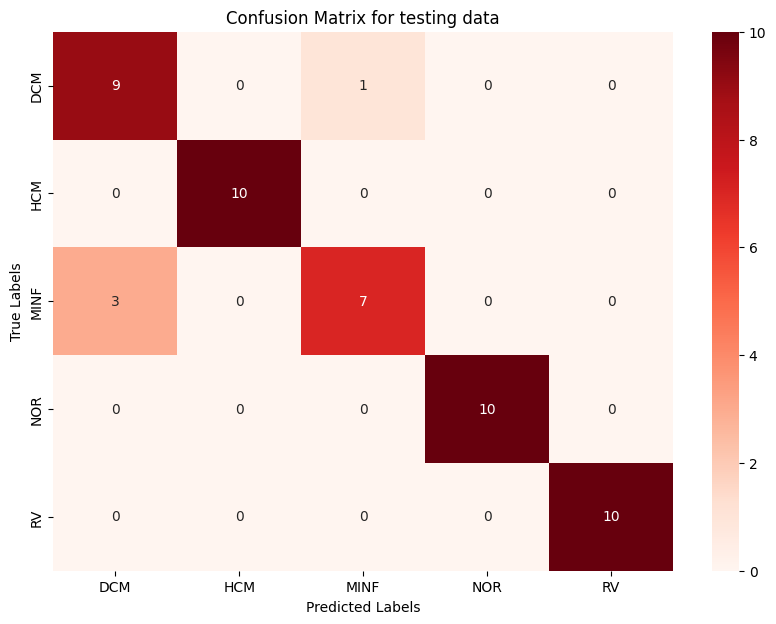 Confusion Matrix for testing data
True Labels
DCM 9 0 1 0 0
HCM 0 10 0 0 0
MINF 3 0 7 0 0
NOR 0 0 0 10 0
RV 0 0 0 0 10
DCM HCM MINF NOR RV
Predicted Labels
10
8
6
4
2
0